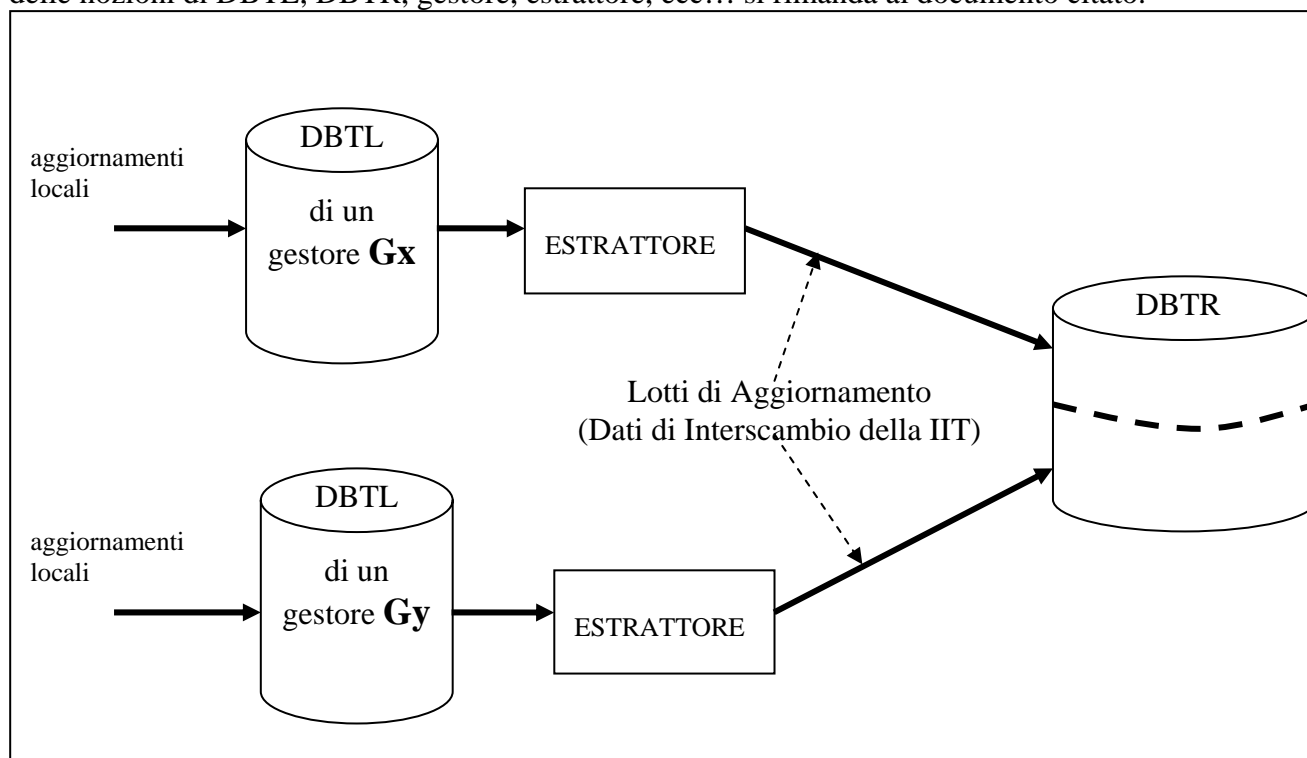 delle nozioni di DBTL, DBTR, gestore, estrattore, ecc… si rimanda al documento citato.
DBTL
aggiornamenti
locali
di un
gestore Gx
ESTRATTORE
DBTR
Lotti di Aggiornamento
(Dati di Interscambio della IIT)
DBTL
aggiornamenti
locali
di un
gestore Gy
ESTRATTORE